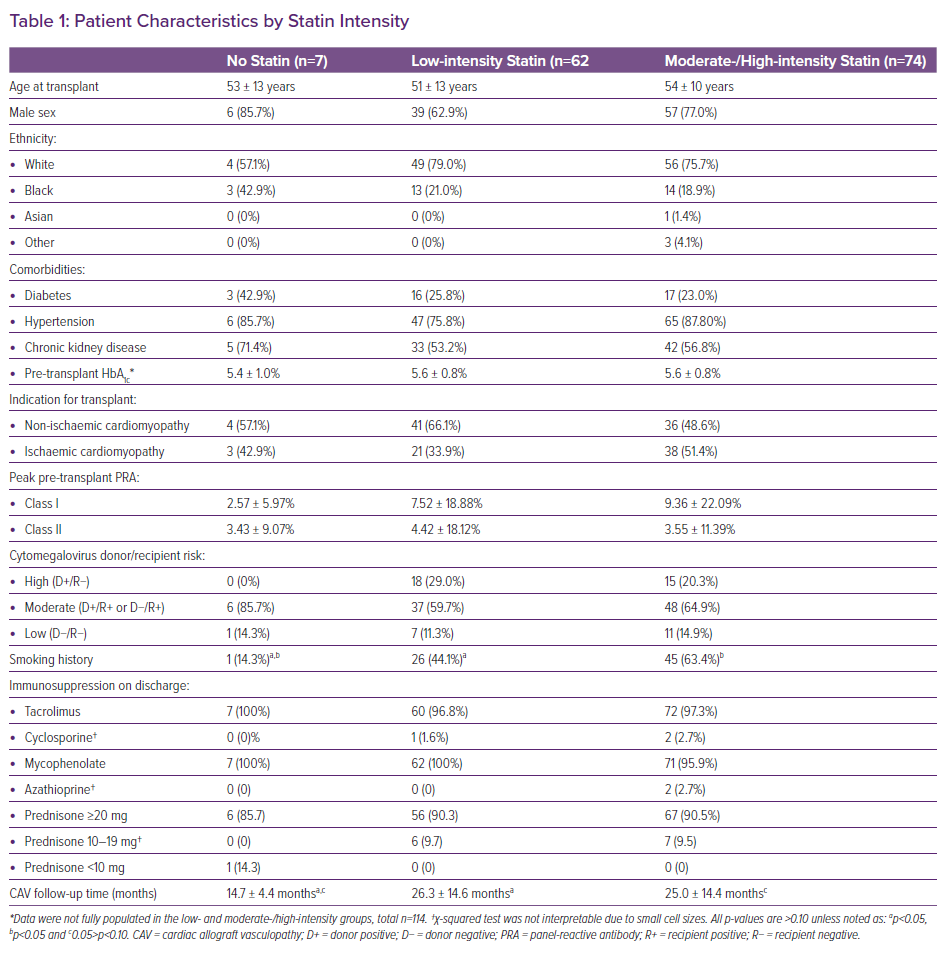 Table 1: Patient Characteristics by Statin Intensity
No Statin (n=7) Low-intensity Statin (n=62 Moderate-/High-intensity Statin (n=74)
Age at transplant 53 ± 13 years 51 ± 13 years 54 ± 10 years
Male sex 6 (85.7%) 39 (62.9%) 57 (77.0%)
Ethnicity:
• White 4 (57.1%) 49 (79.0%) 56 (75.7%)
• Black 3 (42.9%) 13 (21.0%) 14 (18.9%)
• Asian 0 (0%) 0 (0%) 1 (1.4%)
• Other 0 (0%) 0 (0%) 3 (4.1%)
Comorbidities:
• Diabetes 3 (42.9%) 16 (25.8%) 17 (23.0%)
• Hypertension 6 (85.7%) 47 (75.8%) 65 (87.80%)
• Chronic kidney disease 5 (71.4%) 33 (53.2%) 42 (56.8%)
• Pre-transplant HbA1c* 5.4 ± 1.0% 5.6 ± 0.8% 5.6 ± 0.8%
Indication for transplant:
• Non-ischaemic cardiomyopathy 4 (57.1%) 41 (66.1%) 36 (48.6%)
• Ischaemic cardiomyopathy 3 (42.9%) 21 (33.9%) 38 (51.4%)
Peak pre-transplant PRA:
• Class I 2.57 ± 5.97% 7.52 ± 18.88% 9.36 ± 22.09%
• Class II 3.43 ± 9.07% 4.42 ± 18.12% 3.55 ± 11.39%
Cytomegalovirus donor/recipient risk:
• High (D+/R−) 0 (0%) 18 (29.0%) 15 (20.3%)
• Moderate (D+/R+ or D−/R+) 6 (85.7%) 37 (59.7%) 48 (64.9%)
• Low (D−/R−) 1 (14.3%) 7 (11.3%) 11 (14.9%)
Smoking history 1 (14.3%)a,b 26 (44.1%)a 45 (63.4%)b
Immunosuppression on discharge:
• Tacrolimus 7 (100%) 60 (96.8%) 72 (97.3%)
• Cyclosporine† 0 (0)% 1 (1.6%) 2 (2.7%)
• Mycophenolate 7 (100%) 62 (100%) 71 (95.9%)
• Azathioprine† 0 (0) 0 (0) 2 (2.7%)
• Prednisone ≥20 mg 6 (85.7) 56 (90.3) 67 (90.5%)
• Prednisone 10–19 mg† 0 (0) 6 (9.7) 7 (9.5)
• Prednisone <10 mg 1 (14.3) 0 (0) 0 (0)
CAV follow-up time (months) 14.7 ± 4.4 monthsa,c 26.3 ± 14.6 monthsa 25.0 ± 14.4 monthsc
*Data were not fully populated in the low- and moderate-/high-intensity groups, total n=114. †χ-squared test was not interpretable due to small cell sizes. All p-values are >0.10 unless noted as: ap<0.05,
bp<0.05 and c0.05>p<0.10. CAV = cardiac allograft vasculopathy; D+ = donor positive; D− = donor negative; PRA = panel-reactive antibody; R+ = recipient positive; R− = recipient negative.